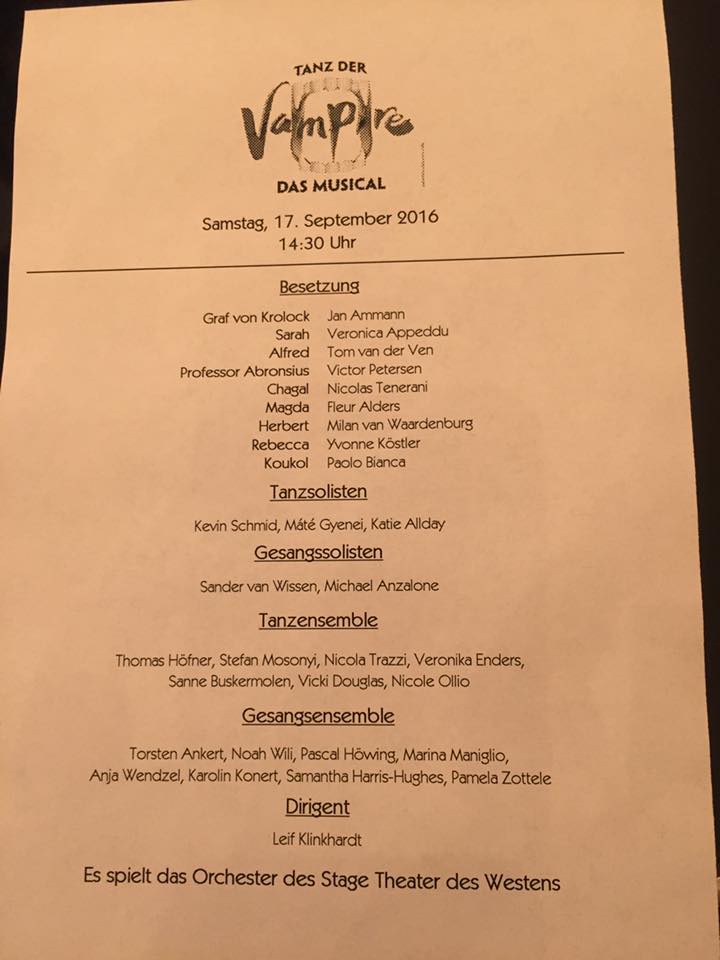 TANZ DER
Vampire
DAS MUSICAL
Samstag, 17. September 2016
14:30 Uhr
Besetzung
Graf von Krolock Jan Ammann
Sarah Veronica Appeddu
Alfred Tom van der Ven
Professor Abronsius Victor Petersen
Chagal Nicolas Tenerani
Magda Fleur Alders
Herbert Milan van Waardenburg
Rebecca Yvonne Köstler
Koukol Paolo Bianca
Tanzsolisten
Kevin Schmid, Máté Gyenei, Katie Allday
Gesangssolisten
Sander van Wissen, Michael Anzalone
Tanzensemble
Thomas Höfner, Stefan Mosonyi, Nicola Trazzi, Veronika Enders,
Sanne Buskermolen, Vicki Douglas, Nicole Ollio
Gesangsensemble
Torsten Ankert, Noah Wili, Pascal Höwing, Marina Maniglio,
Anja Wendzel, Karolin Konert, Samantha Harris-Hughes, Pamela Zottele
Dirigent
Leif Klinkhardt
Es spielt das Orchester des Stage Theater des Westens